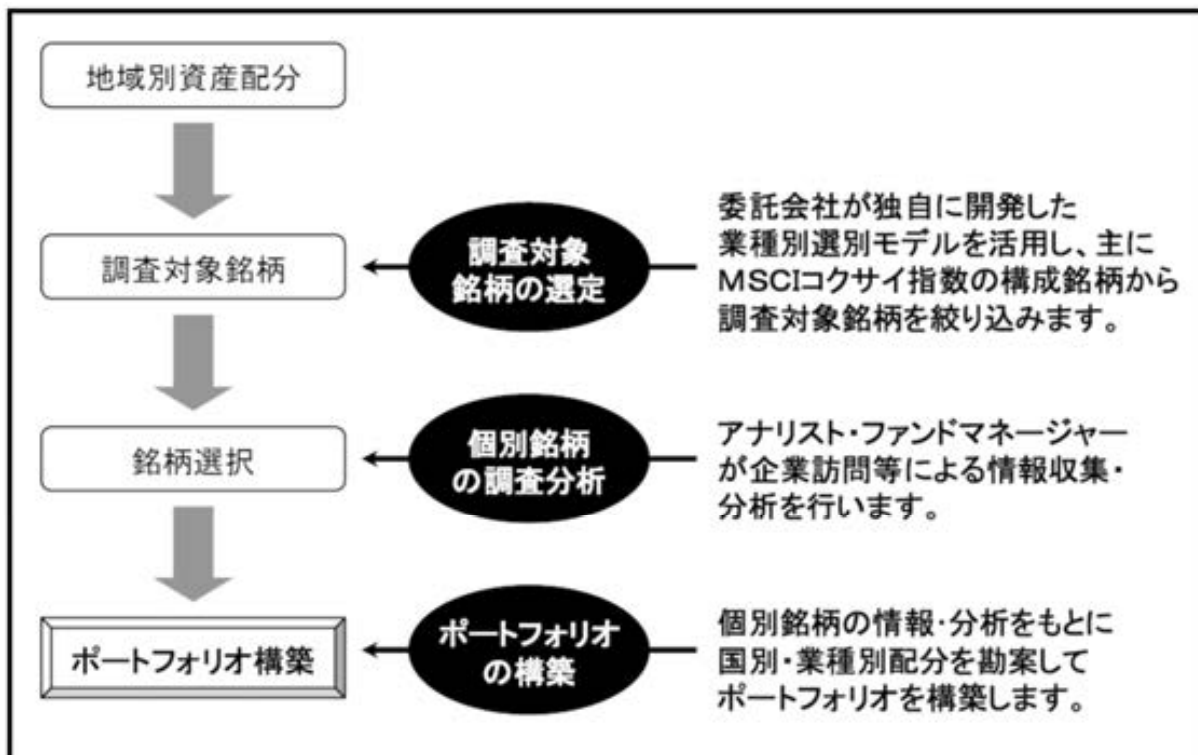 地域別資産配分
調査対象銘柄
調査対象
銘柄の選定
委託会社が独自に開発した
業種別選別モデルを活用し、主に
MSCIコクサイ指数の構成銘柄から
調査対象銘柄を絞り込みます。
銘柄選択
個別銘柄
の調査分析
アナリスト・ファンドマネージャー
が企業訪問等による情報収集・
分析を行います。
ポートフォリオ構築
ポートフォリオ
の構築
個別銘柄の情報・分析をもとに
国別・業種別配分を勘案して
ポートフォリオを構築します。